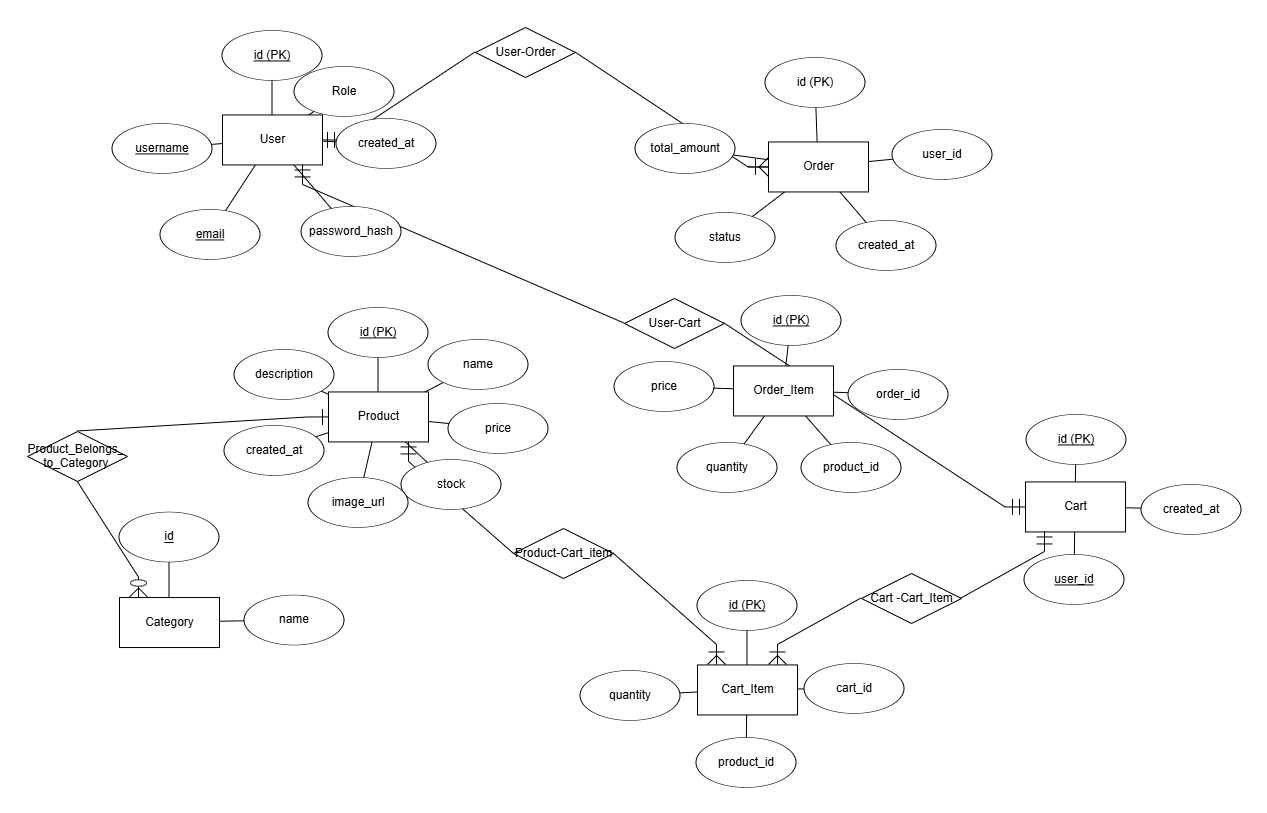 User-Order
id (PK)
Role
id (PK)
User
username
created_at
total_amount
Order
user_id
email
password_hash
status
created_at
User-Cart
id (PK)
id (PK)
description
name
price
Order_Item
order_id
Product
price
Product_Belongs_
to_Category
created_at
id (PK)
quantity
product_id
stock
image_url
Cart
created_at
id
Product-Cart_item
user_id
Cart -Cart_Item
id (PK)
Category
name
quantity
Cart_Item
cart_id
product_id